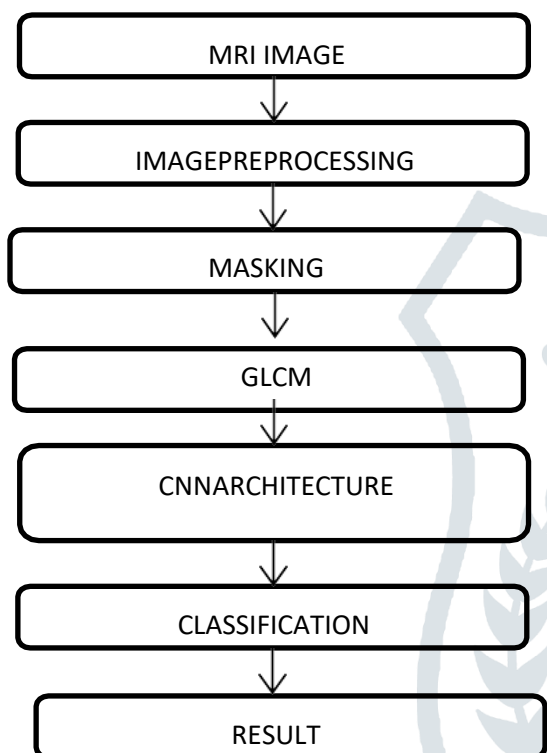 MRI IMAGE
IMAGEPREPROCESSING
MASKING
GLCM
CNNARCHITECTURE
CLASSIFICATION
RESULT